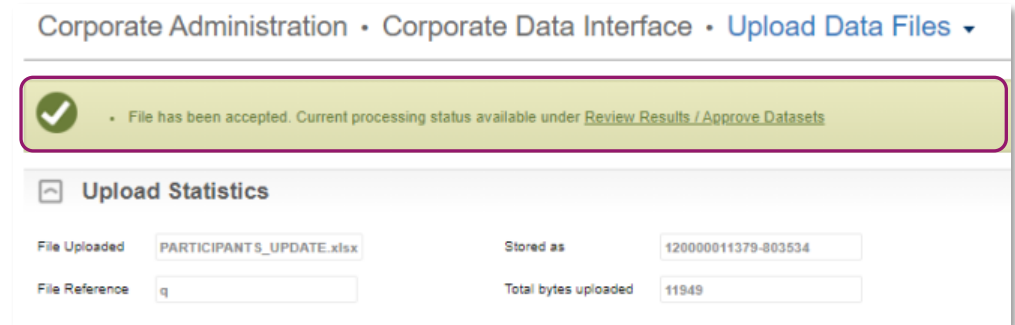 Corporate Administration • Corporate Data Interface • Upload Data Files
• File has been accepted. Current processing status available under Review Results / Approve Datasets
Upload Statistics
File Uploaded PARTICIPANTS_UPDATE.xlsx Stored as 120000011379-803534
File Reference q Total bytes uploaded 11949